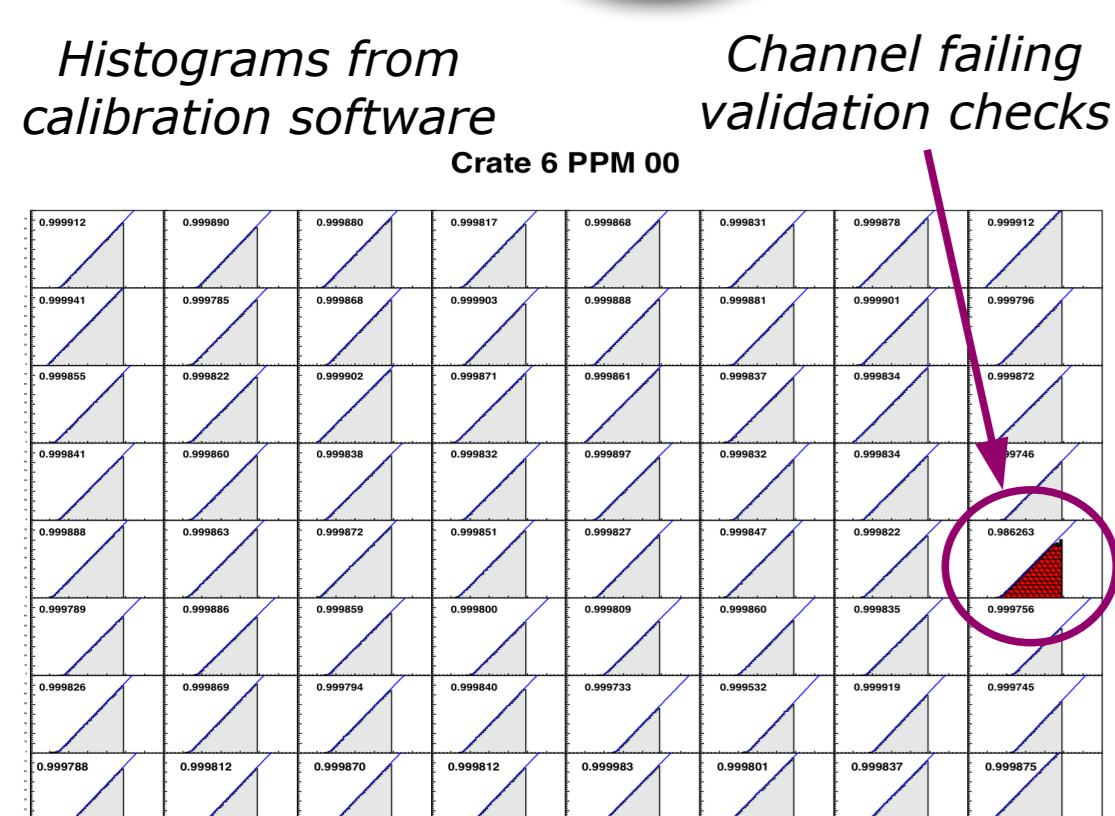 Histograms from
calibration software
Channel failing
validation checks
Crate 6 PPM 00
0.999912 0.999890 0.999880 0.999817 0.999868 0.999831 0.999878 0.999912
0.999941 0.999785 0.999868 0.999903 0.999888 0.999881 0.999901 0.999796
0.999855 0.999822 0.999902 0.999871 0.999861 0.999837 0.999834 0.999872
0.999841 0.999860 0.999838 0.999832 0.999897 0.999832 0.999834 9746
0.999888 0.999863 0.999872 0.999851 0.999827 0.999847 0.999822 0.986263
0.999789 0.999886 0.999859 0.999800 0.999809 0.999860 0.999835 0.999756
0.999826 0.999869 0.999794 0.999840 0.999733 0.999532 0.999919 0.999745
0.999788 0.999812 0.999870 0.999812 0.999983 0.999801 0.999837 0.999875